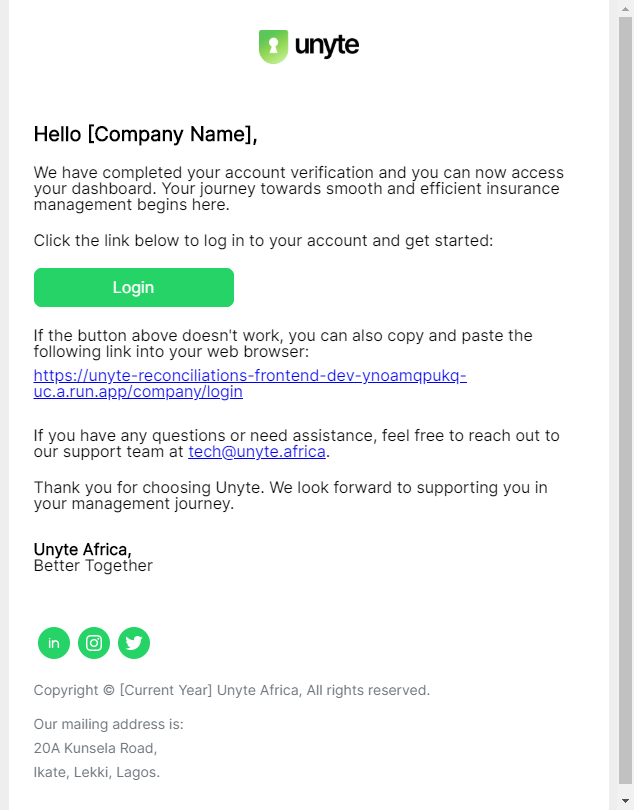 unyte
Hello [Company Name],
We have completed your account verification and you can now access
your dashboard. Your journey towards smooth and efficient insurance
management begins here.
Click the link below to log in to your account and get started:
Login
If the button above doesn't work, you can also copy and paste the
following link into your web browser:
https://unyte-reconciliations-frontend-dev-ynoamqpukq-
uc.a.run.app/company/login
If you have any questions or need assistance, feel free to reach out to
our support team at tech@unyte.africa.
Thank you for choosing Unyte. We look forward to supporting you in
your management journey.
Unyte Africa,
Better Together
in
Copyright © [Current Year] Unyte Africa, All rights reserved.
Our mailing address is:
20A Kunsela Road,
Ikate, Lekki, Lagos.